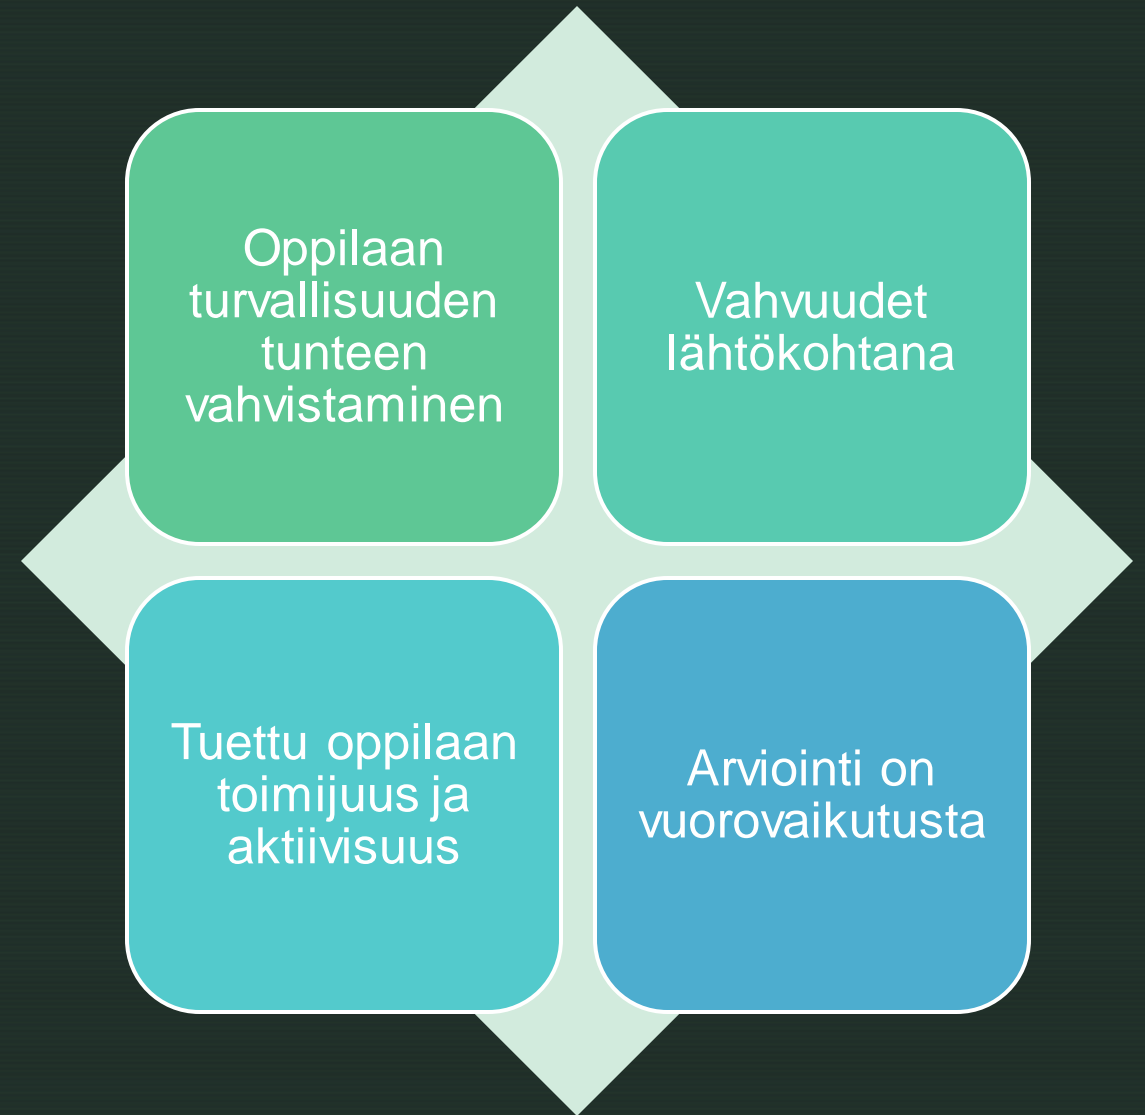 Oppilaan
turvallisuuden
tunteen
vahvistaminen
Vahvuudet
lähtökohtana
Tuettu oppilaan
toimijuus ja
aktiivisuus
Arviointi on
vuorovaikutusta